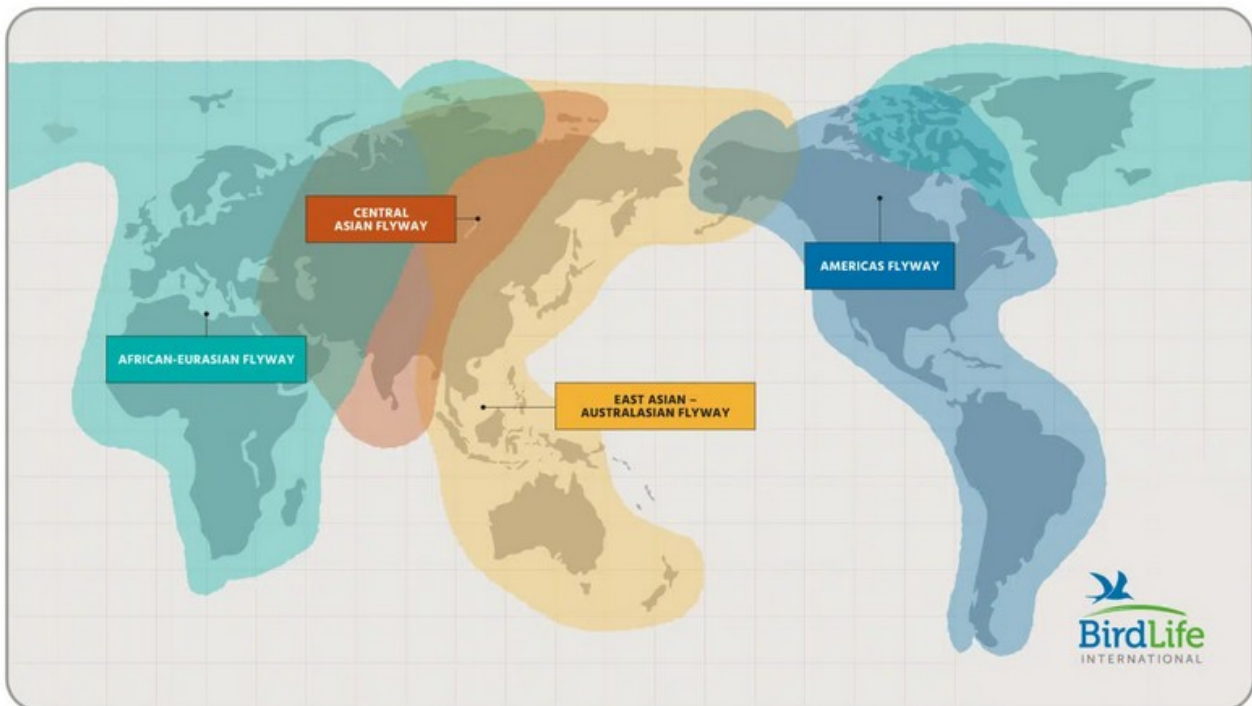 CENTRAL
ASIAN FLYWAY
AMERICAS FLYWAY
AFRICAN-EURASIAN FLYWAY
EAST ASIAN –
AUSTRALASIAN FLYWAY
BirdLife
INTERNATIONAL